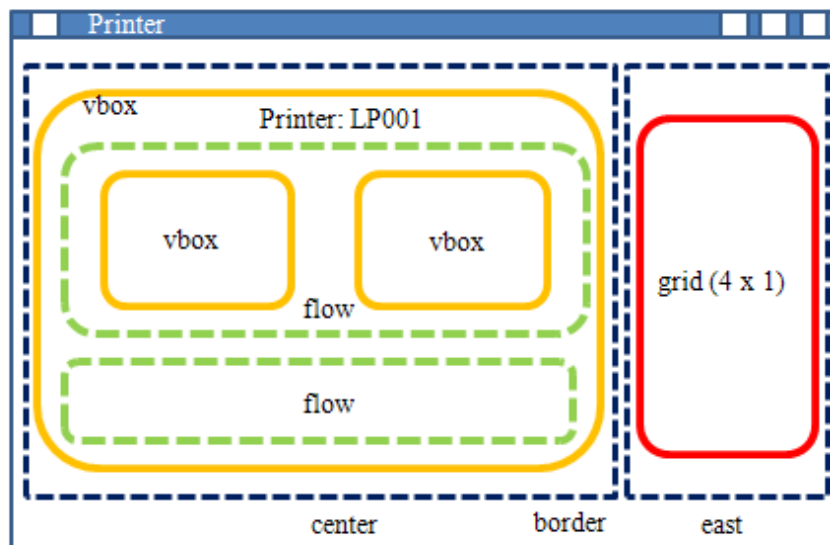 Printer
vbox
Printer: LP001
vbox
vbox
flow
flow
grid (4 x 1)
center
border
east